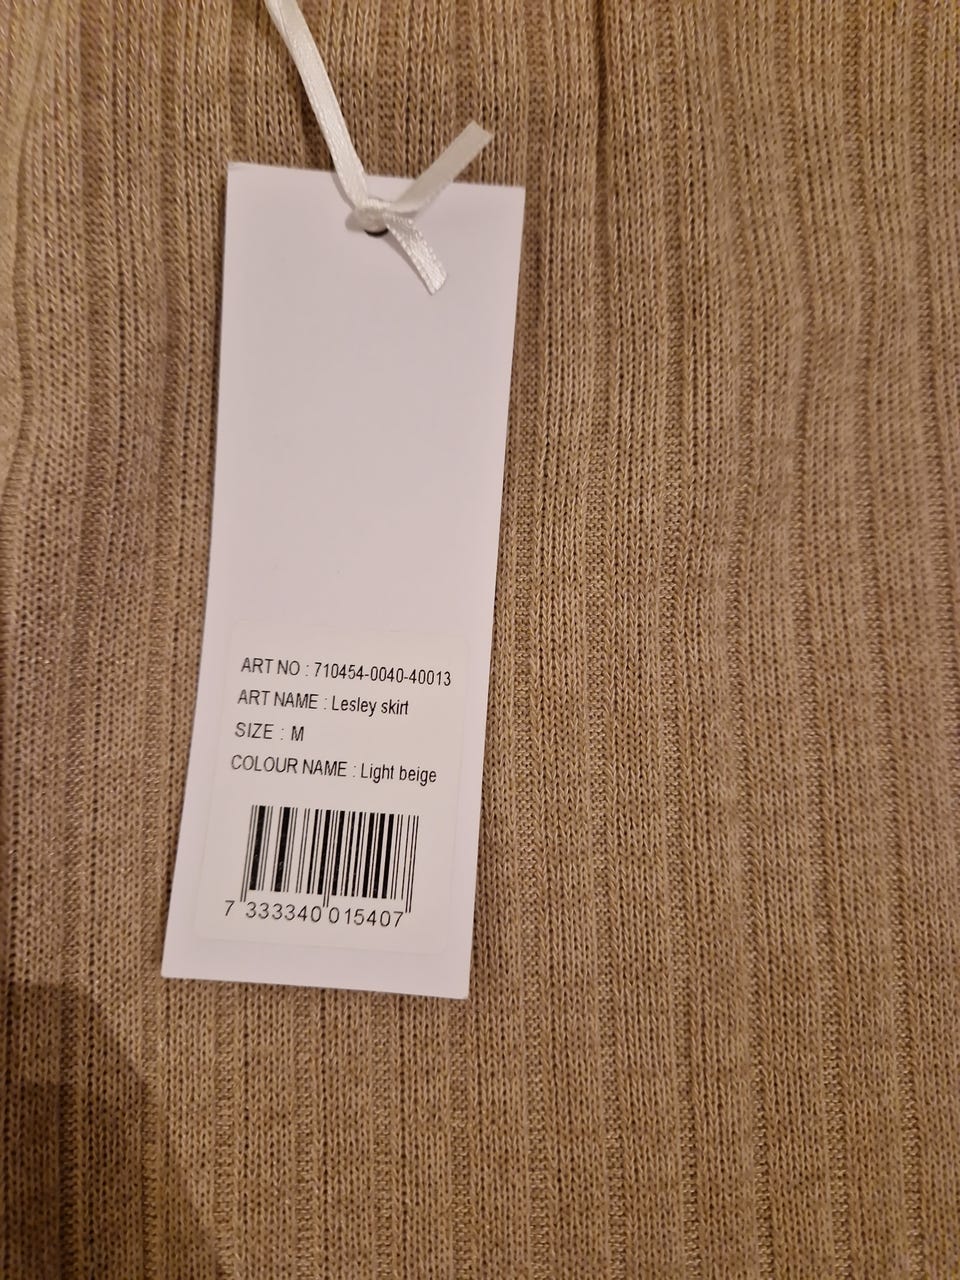 ART NO : 710454-0040-40013
ART NAME : Lesley skirt
SIZE : M
COLOUR NAME : Light beige
7 333340 015407